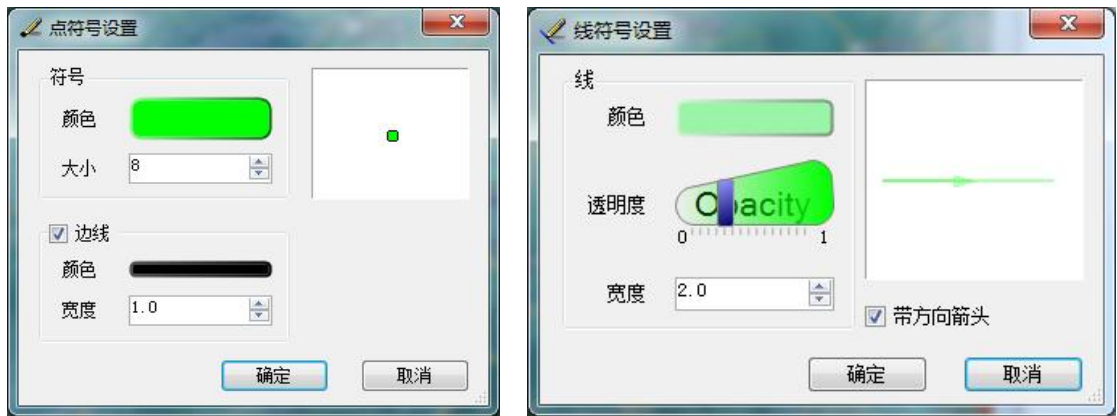 点符号设置
符号
颜色
大小 8
边线
颜色
宽度 1.0
确定 取消
线符号设置
线
颜色
透明度 Opacity
0 1
宽度 2.0
带方向箭头
确定 取消